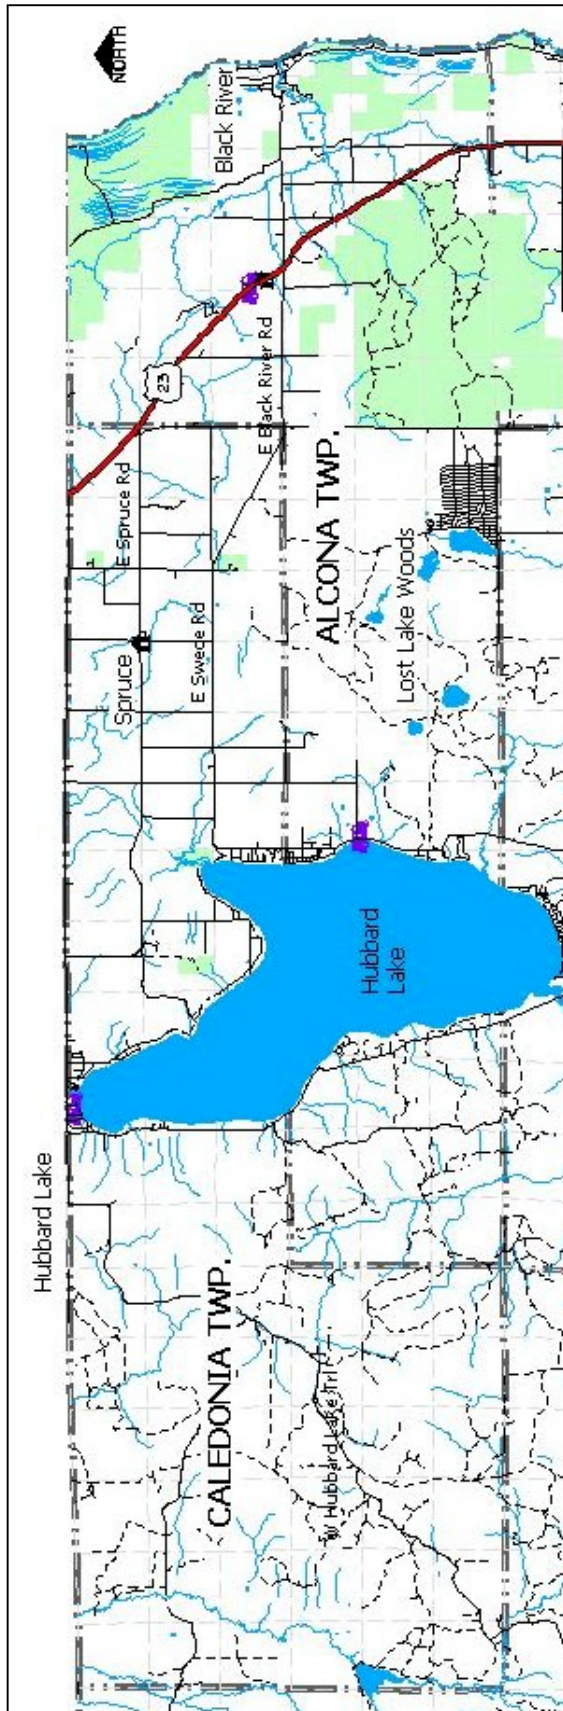 NORTH
Black River
23
E Black River Rd
E Spruce Rd
ALCONA TWP.
Lost Lake Woods
Spruce
E Swede Rd
Hubbard
Lake
Hubbard Lake
CALEDONIA TWP.
W Hubbard Lake Trl